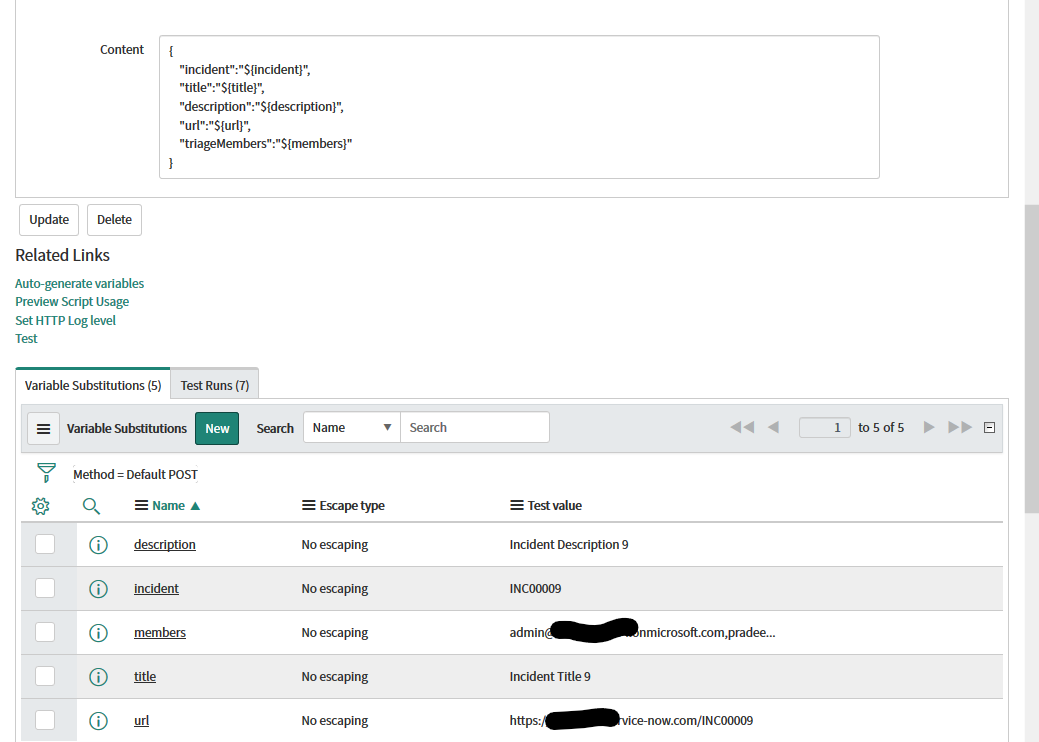 Content
{
"incident":"${incident}",
"title":"${title}",
"description":"${description}",
"url":"${url}",
"triageMembers":"${members}"
}
Update Delete
Related Links
Auto-generate variables
Preview Script Usage
Set HTTP Log level
Test
Variable Substitutions (5) Test Runs (7)
Variable Substitutions New Search Name Search 1 to 5 of 5
Method = Default POST
Name Escape type Test value
description No escaping Incident Description 9
incident No escaping INC00009
members No escaping admin@ onmicrosoft.com,pradee...
title No escaping Incident Title 9
url No escaping https:/ rvice-now.com/INC00009